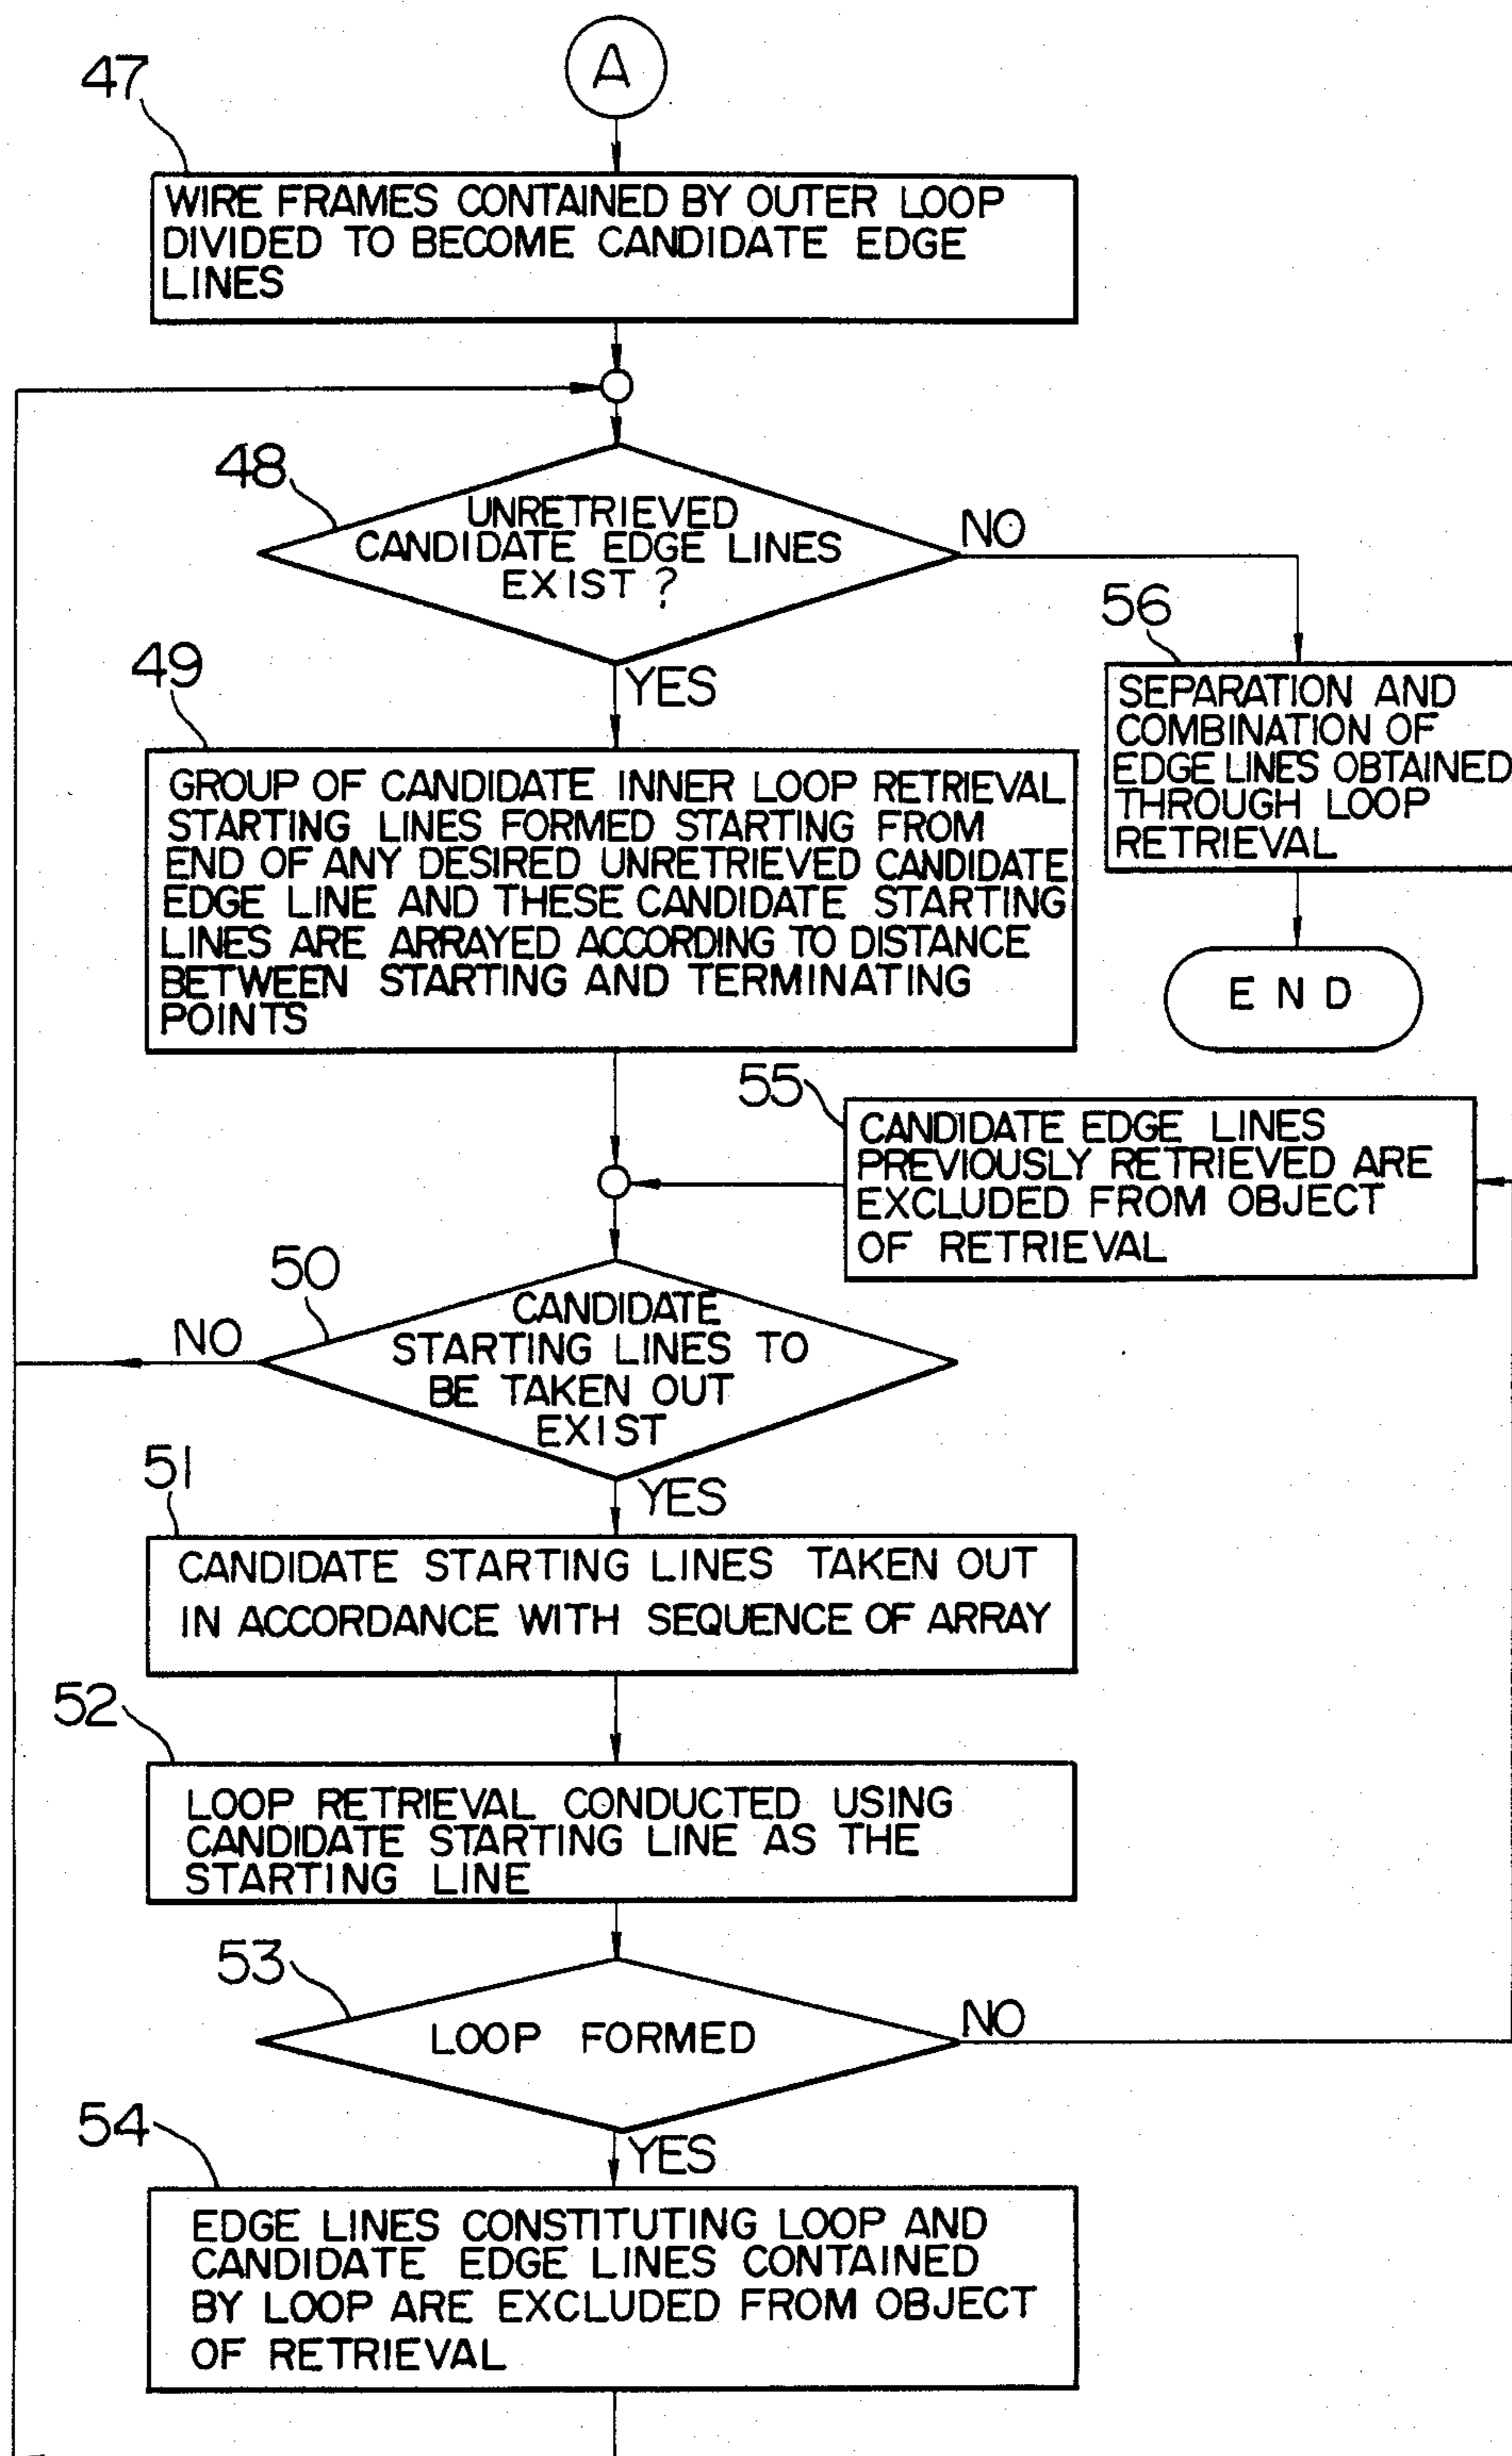 A
47
WIRE FRAMES CONTAINED BY OUTER LOOP
DIVIDED TO BECOME CANDIDATE EDGE
LINES
48
UNRETRIEVED
CANDIDATE EDGE LINES
EXIST?
NO
YES
56
SEPARATION AND
COMBINATION OF
EDGE LINES OBTAINED
THROUGH LOOP
RETRIEVAL
END
49
GROUP OF CANDIDATE INNER LOOP RETRIEVAL
STARTING LINES FORMED STARTING FROM
END OF ANY DESIRED UNRETRIEVED CANDIDATE
EDGE LINE AND THESE CANDIDATE STARTING
LINES ARE ARRAYED ACCORDING TO DISTANCE
BETWEEN STARTING AND TERMINATING
POINTS
55
CANDIDATE EDGE LINES
PREVIOUSLY RETRIEVED ARE
EXCLUDED FROM OBJECT
OF RETRIEVAL
50
CANDIDATE
STARTING LINES TO
BE TAKEN OUT
EXIST
NO
YES
51
CANDIDATE STARTING LINES TAKEN OUT
IN ACCORDANCE WITH SEQUENCE OF ARRAY
52
LOOP RETRIEVAL CONDUCTED USING
CANDIDATE STARTING LINE AS THE
STARTING LINE
53
LOOP FORMED
NO
YES
54
EDGE LINES CONSTITUTING LOOP AND
CANDIDATE EDGE LINES CONTAINED
BY LOOP ARE EXCLUDED FROM OBJECT
OF RETRIEVAL